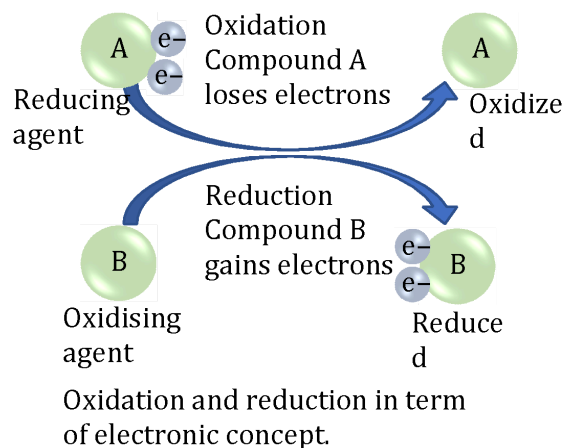 A
e−
e−
Oxidation
Compound A
loses electrons
A
Reducing
agent
Oxidize
d
Reduction
Compound B
gains electrons
B
e−
e−
B
Oxidising
agent
Reduce
d
Oxidation and reduction in term
of electronic concept.